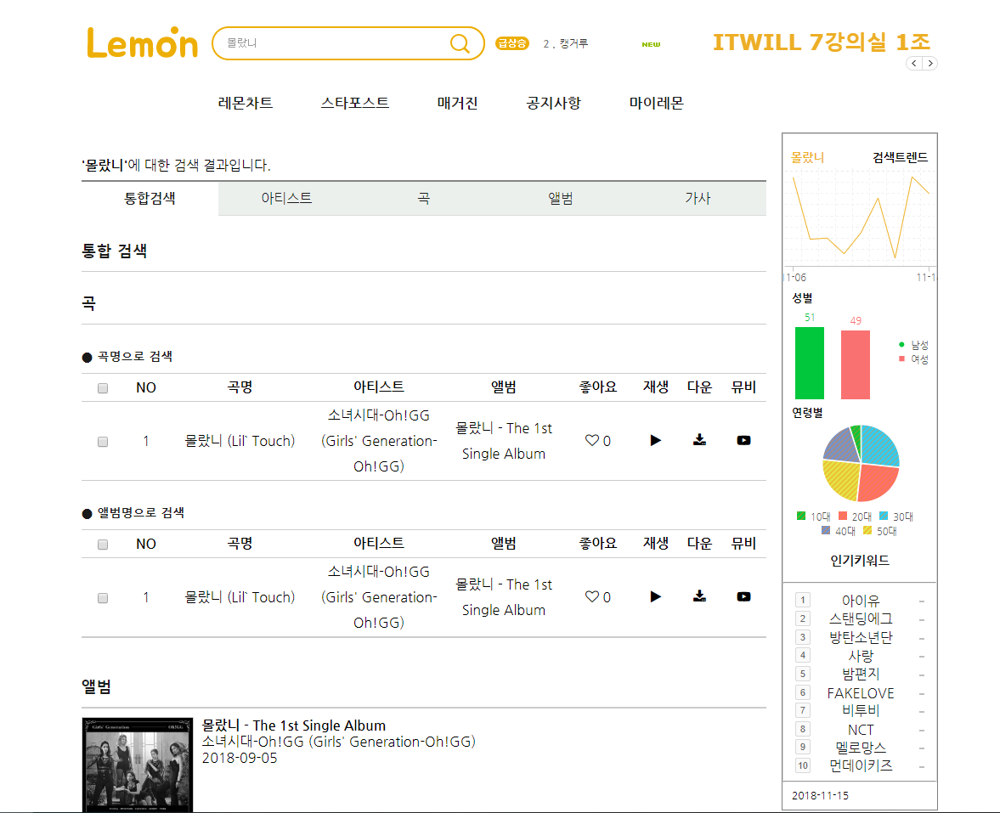 Lemon
몰랐니
급상승
2 . 캥거루
NEW
ITWILL 7강의실 1조
레몬차트 스타포스트 매거진 공지사항 마이레몬
'몰랐니'에 대한 검색 결과입니다.
통합검색 아티스트 곡 앨범 가사
통합 검색
곡
● 곡명으로 검색
NO 곡명 아티스트 앨범 좋아요 재생 다운 뮤비
1 몰랐니 (Lil` Touch) 소녀시대-Oh!GG (Girls' Generation-Oh!GG) 몰랐니 - The 1st Single Album 0
● 앨범명으로 검색
NO 곡명 아티스트 앨범 좋아요 재생 다운 뮤비
1 몰랐니 (Lil` Touch) 소녀시대-Oh!GG (Girls' Generation-Oh!GG) 몰랐니 - The 1st Single Album 0
앨범
Girls' Generation Oh!GG
몰랐니 - The 1st Single Album
소녀시대-Oh!GG (Girls' Generation-Oh!GG)
2018-09-05
몰랐니 검색트렌드
11-06
성별
51 49
남성
여성
연령별
10대 20대 30대
40대 50대
인기키워드
1 아이유 –
2 스탠딩에그 –
3 방탄소년단 –
4 사랑 –
5 밤편지 –
6 FAKELOVE –
7 비투비 –
8 NCT –
9 멜로망스 –
10 먼데이키즈 –
2018-11-15